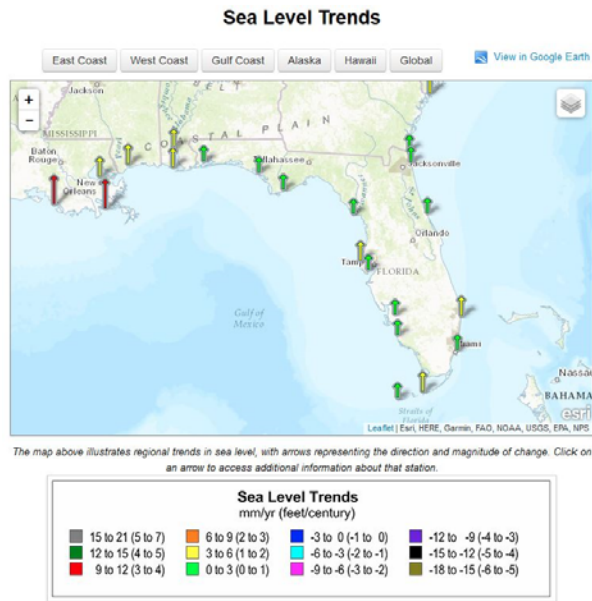 Sea Level Trends
East Coast
West Coast
Gulf Coast
Alaska
Hawaii
Global
View in Google Earth
+
−
Jackson
BELT
Alabama
MISSISSIPPI
COASTAL PLAIN
Pearl
Baton
Rouge
New
Orleans
Jacksonville
Orlando
FLORIDA
Gulf of
Mexico
Nassau
BAHAMA
Straits of
Florida
esri
Leaflet | Esri, HERE, Garmin, FAO, NOAA, USGS, EPA, NPS
The map above illustrates regional trends in sea level, with arrows representing the direction and magnitude of change. Click on
an arrow to access additional information about that station.
Sea Level Trends
mm/yr (feet/century)
15 to 21 (5 to 7) 6 to 9 (2 to 3) -3 to 0 (-1 to 0) -12 to -9 (-4 to -3)
12 to 15 (4 to 5) 3 to 6 (1 to 2) -6 to -3 (-2 to -1) -15 to -12 (-5 to -4)
9 to 12 (3 to 4) 0 to 3 (0 to 1) -9 to -6 (-3 to -2) -18 to -15 (-6 to -5)